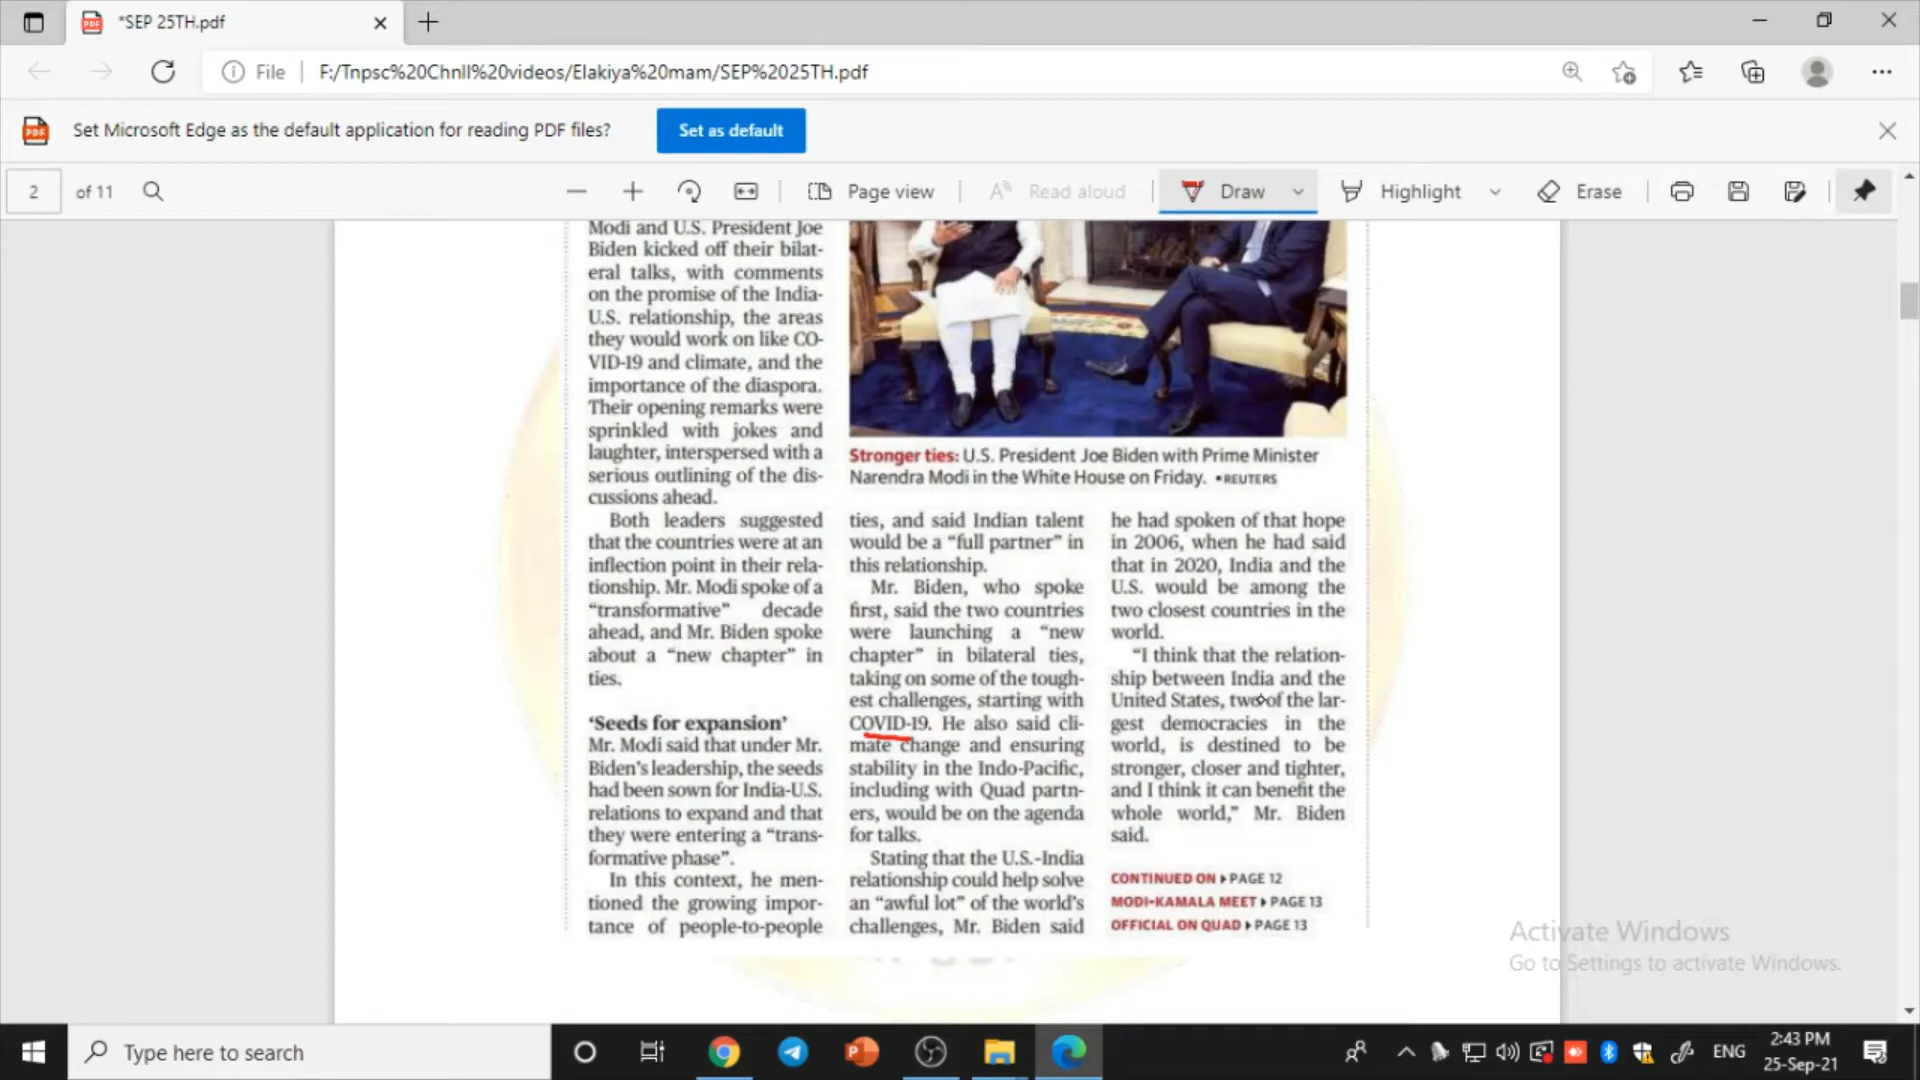 *SEP 25TH.pdf
File
F:/Tnpsc%20Chnll%20videos/Elakiya%20mam/SEP%2025TH.pdf
PDF
Set Microsoft Edge as the default application for reading PDF files?
Set as default
2
of 11
Page view
Read aloud
Draw
Highlight
Erase
Modi and U.S. President Joe
Biden kicked off their bilat-
eral talks, with comments
on the promise of the India-
U.S. relationship, the areas
they would work on like CO-
VID-19 and climate, and the
importance of the diaspora.
Their opening remarks were
sprinkled with jokes and
laughter, interspersed with a
serious outlining of the dis-
cussions ahead.
Both leaders suggested
that the countries were at an
inflection point in their rela-
tionship. Mr. Modi spoke of a
“transformative” decade
ahead, and Mr. Biden spoke
about a “new chapter” in
ties.
‘Seeds for expansion’
Mr. Modi said that under Mr.
Biden’s leadership, the seeds
had been sown for India-U.S.
relations to expand and that
they were entering a “trans-
formative phase”.
In this context, he men-
tioned the growing impor-
tance of people-to-people
Stronger ties: U.S. President Joe Biden with Prime Minister
Narendra Modi in the White House on Friday. •REUTERS
ties, and said Indian talent
would be a “full partner” in
this relationship.
Mr. Biden, who spoke
first, said the two countries
were launching a “new
chapter” in bilateral ties,
taking on some of the tough-
est challenges, starting with
COVID-19. He also said cli-
mate change and ensuring
stability in the Indo-Pacific,
including with Quad partn-
ers, would be on the agenda
for talks.
Stating that the U.S.-India
relationship could help solve
an “awful lot” of the world’s
challenges, Mr. Biden said
he had spoken of that hope
in 2006, when he had said
that in 2020, India and the
U.S. would be among the
two closest countries in the
world.
“I think that the relation-
ship between India and the
United States, two of the lar-
gest democracies in the
world, is destined to be
stronger, closer and tighter,
and I think it can benefit the
whole world,” Mr. Biden
said.
CONTINUED ON ▸ PAGE 12
MODI-KAMALA MEET ▸ PAGE 13
OFFICIAL ON QUAD ▸ PAGE 13
Activate Windows
Go to Settings to activate Windows.
Type here to search
ENG
2:43 PM
25-Sep-21